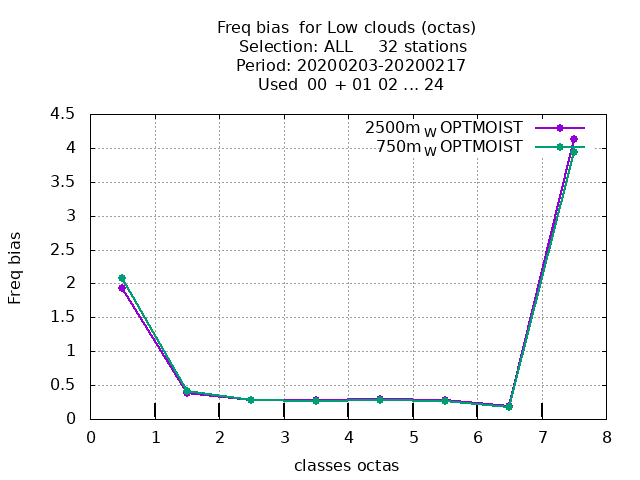 Freq bias  for Low clouds (octas)
Selection: ALL     32 stations
Period: 20200203-20200217
Used  00  + 01 02 ... 24
4.5
2500m W OPTMOIST
4
750m W OPTMOIST
3.5
3
2.5
2
1.5
1
0.5
0
Freq bias
0 1 2 3 4 5 6 7 8
classes octas